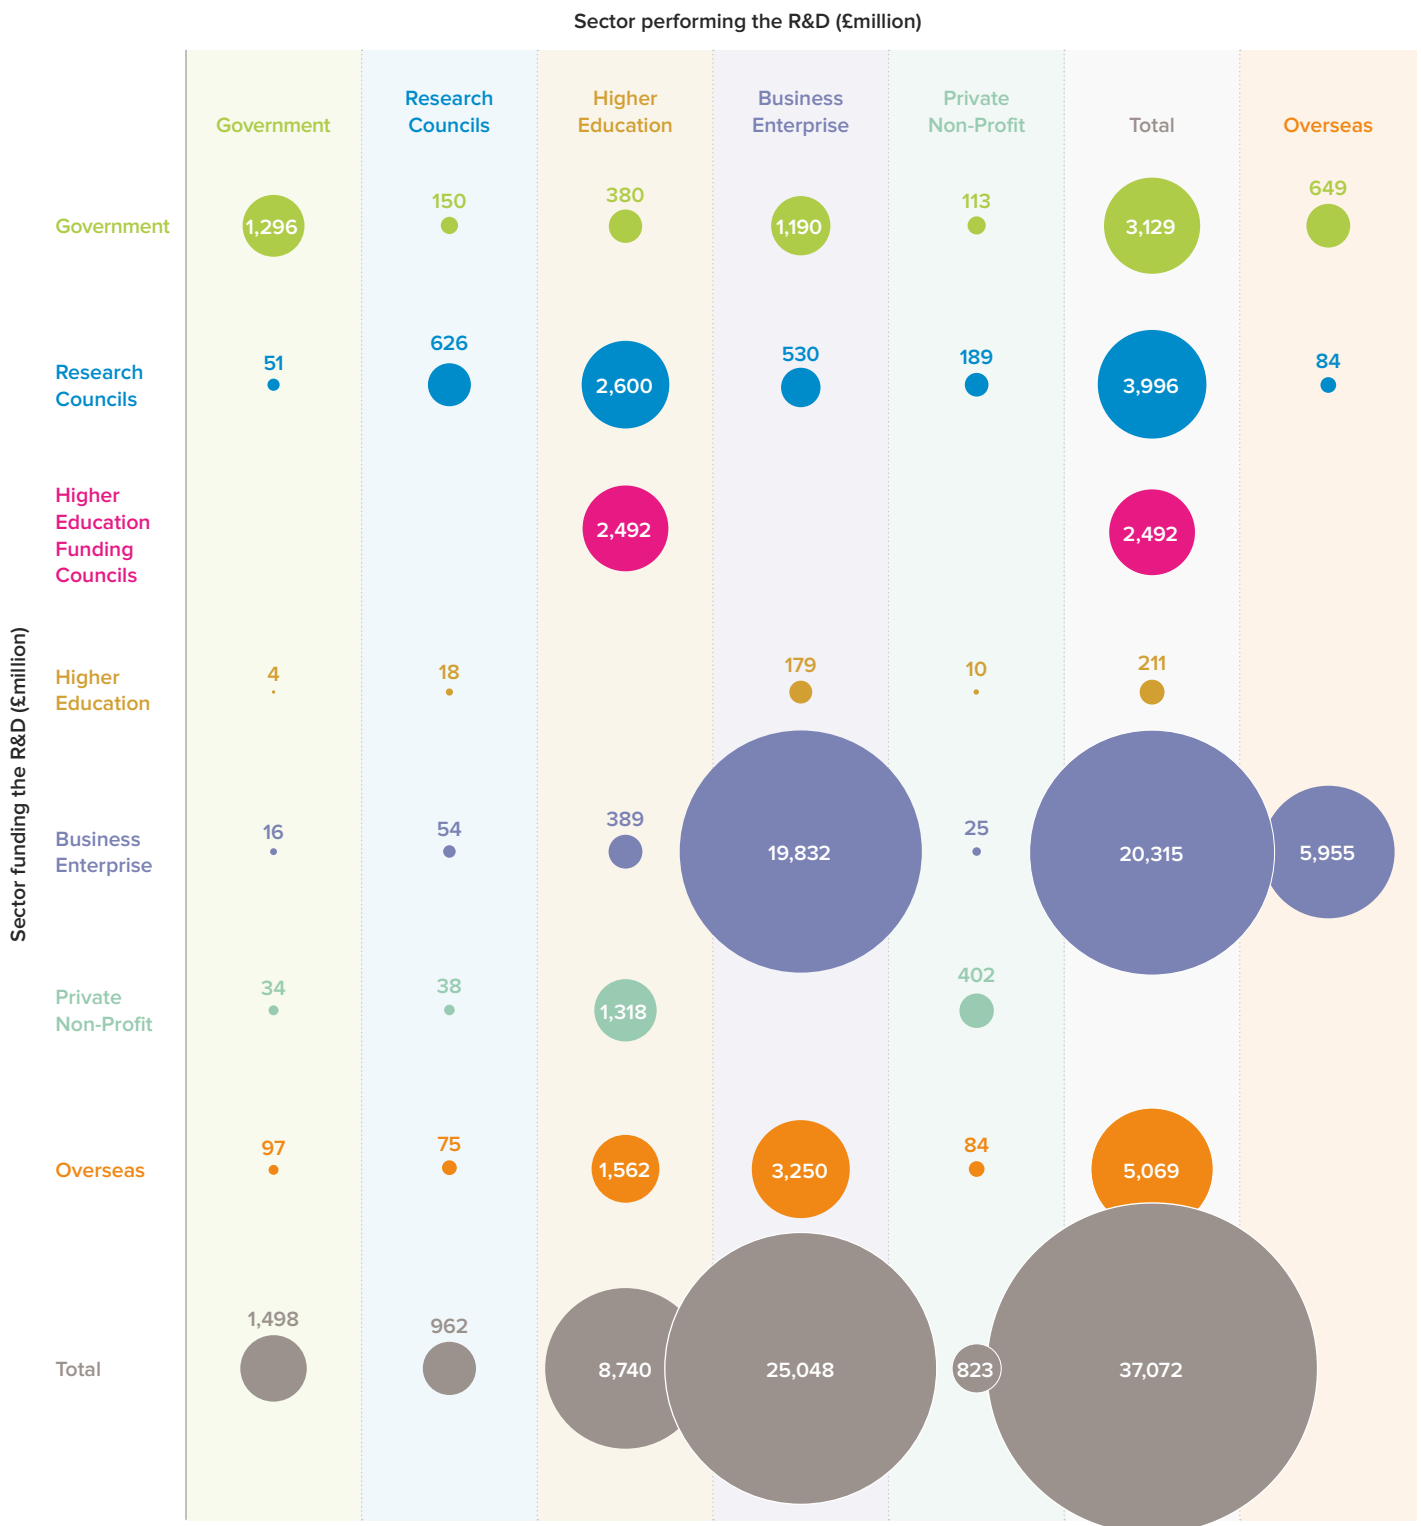 Sector performing the R&D (£million)
Government
Research
Councils
Higher
Education
Business
Enterprise
Private
Non-Profit
Total
Overseas
Sector funding the R&D (£million)
Government
1,296
150
380
1,190
113
3,129
649
Research
Councils
51
626
2,600
530
189
3,996
84
Higher
Education
Funding
Councils
2,492
2,492
Higher
Education
4
18
179
10
211
Business
Enterprise
16
54
389
19,832
25
20,315
5,955
Private
Non-Profit
34
38
1,318
402
Overseas
97
75
1,562
3,250
84
5,069
Total
1,498
962
8,740
25,048
823
37,072